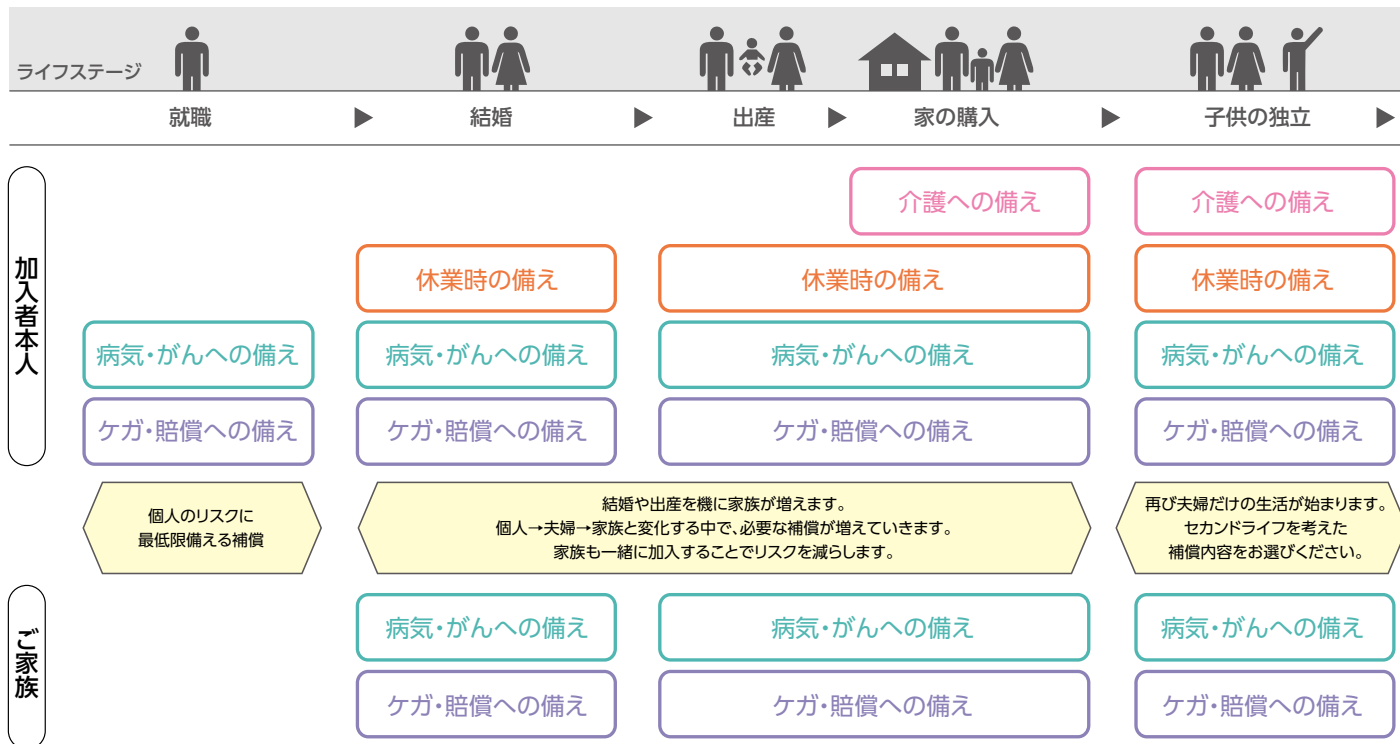 ライフステージ
就職 ▶ 結婚 ▶ 出産 ▶ 家の購入 ▶ 子供の独立 ▶
加入者本人
介護への備え 介護への備え
休業時の備え 休業時の備え 休業時の備え
病気・がんへの備え 病気・がんへの備え 病気・がんへの備え 病気・がんへの備え
ケガ・賠償への備え ケガ・賠償への備え ケガ・賠償への備え ケガ・賠償への備え
個人のリスクに
最低限備える補償
結婚や出産を機に家族が増えます。
個人→夫婦→家族と変化する中で、必要な補償が増えていきます。
家族も一緒に加入することでリスクを減らします。
再び夫婦だけの生活が始まります。
セカンドライフを考えた
補償内容をお選びください。
ご家族
病気・がんへの備え 病気・がんへの備え 病気・がんへの備え
ケガ・賠償への備え ケガ・賠償への備え ケガ・賠償への備え